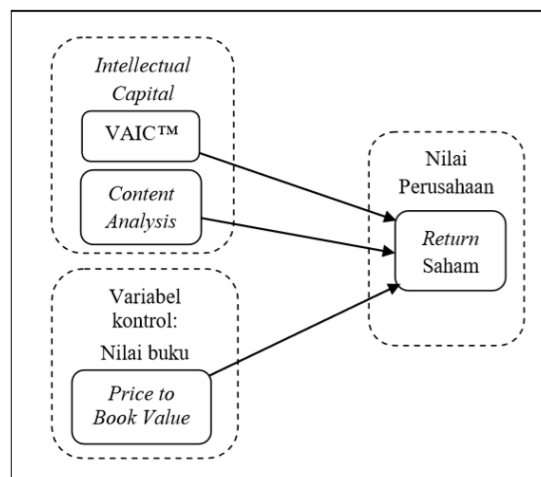 Intellectual
Capital
VAIC™
Content
Analysis
Variabel
kontrol:
Nilai buku
Price to
Book Value
Nilai
Perusahaan
Return
Saham